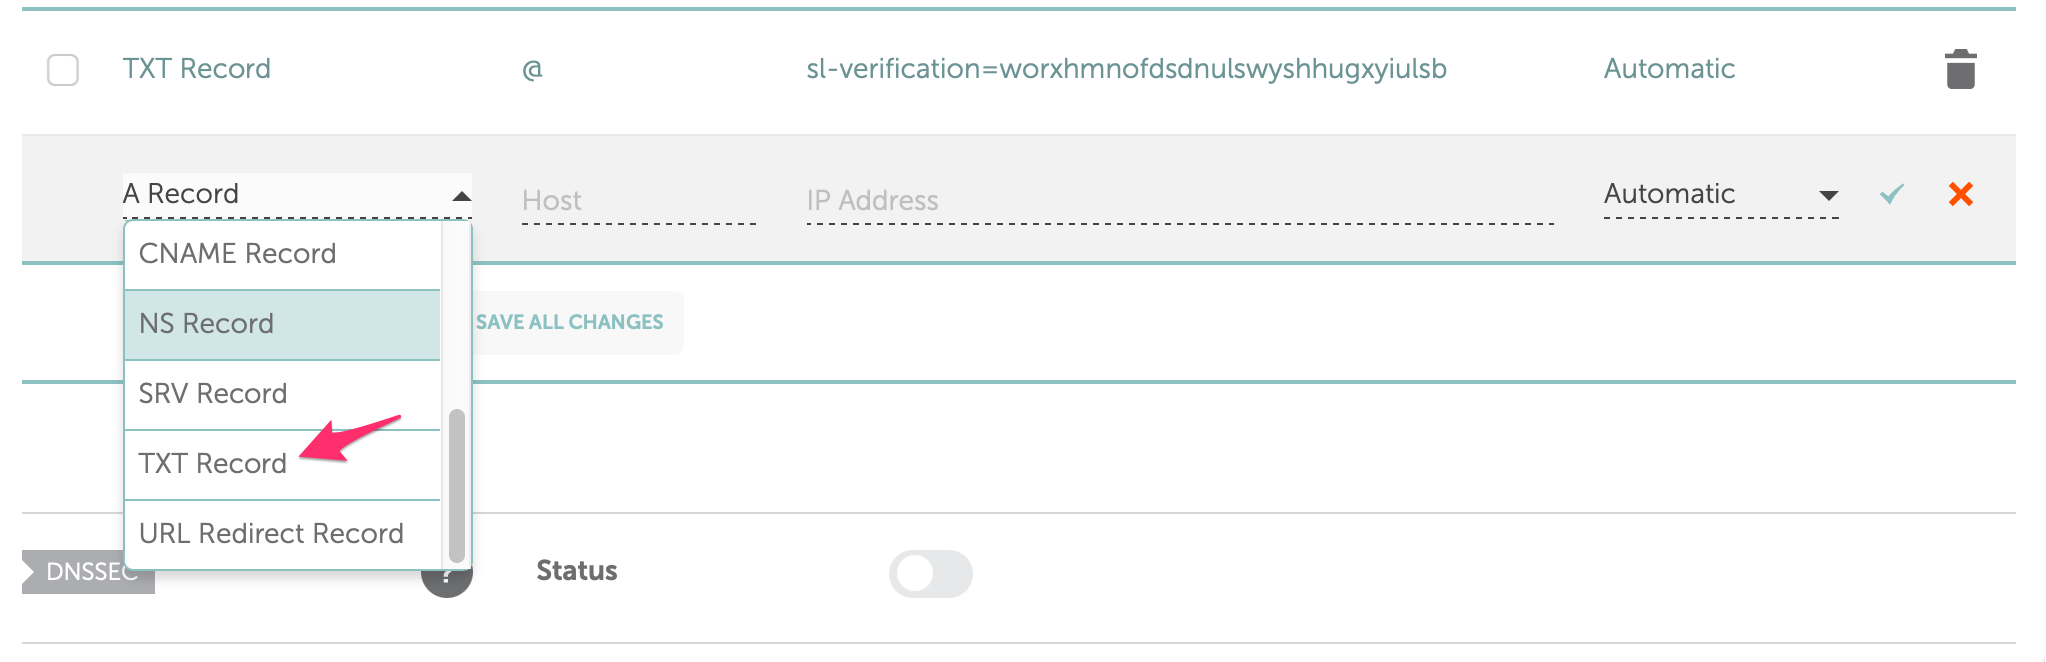 TXT Record @ sl-verification=worxhmnofdsdnulswyshhugxyiulsb Automatic
A Record Host IP Address Automatic
CNAME Record
NS Record
SAVE ALL CHANGES
SRV Record
TXT Record
URL Redirect Record
DNSSEC ? Status